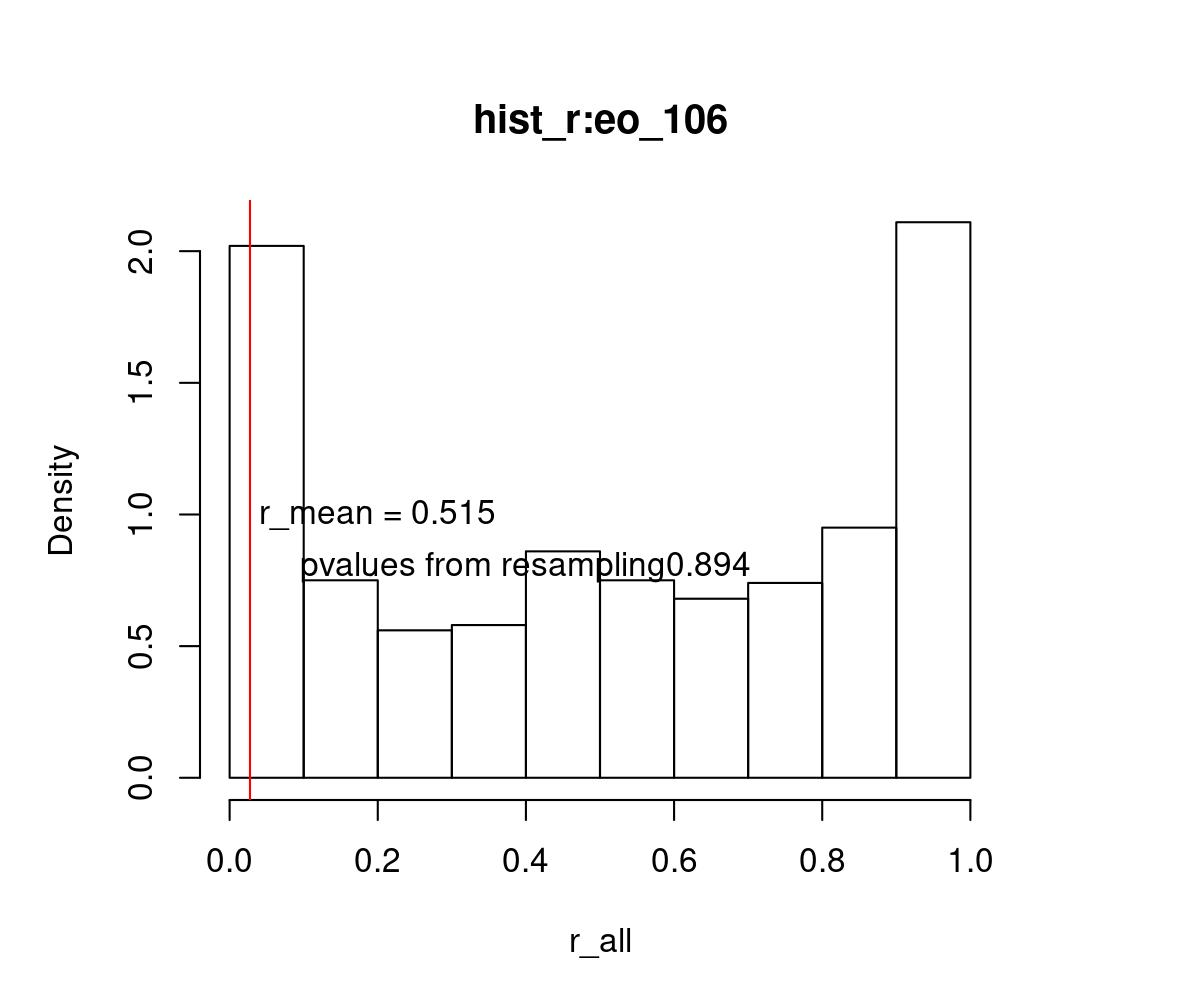 hist_r:eo_106
2.0
1.5
1.0
0.5
0.0
Density
r_mean = 0.515
pvalues from resampling0.894
0.0 0.2 0.4 0.6 0.8 1.0
r_all